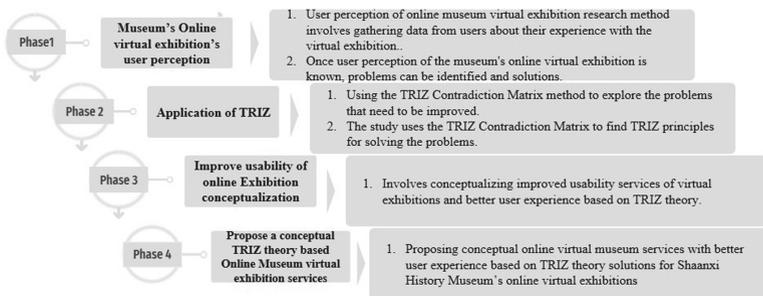 Phase1
Museum's Online
virtual exhibition's
user perception
1. User perception of online museum virtual exhibition research method
involves gathering data from users about their experience with the
virtual exhibition..
2. Once user perception of the museum's online virtual exhibition is
known, problems can be identified and solutions.
Phase 2
Application of TRIZ
1. Using the TRIZ Contradiction Matrix method to explore the problems
that need to be improved.
2. The study uses the TRIZ Contradiction Matrix to find TRIZ principles
for solving the problems.
Phase 3
Improve usability of
online Exhibition
conceptualization
1. Involves conceptualizing improved usability services of virtual
exhibitions and better user experience based on TRIZ theory.
Phase 4
Propose a conceptual
TRIZ theory based
Online Museum virtual
exhibition services
1. Proposing conceptual online virtual museum services with better
user experience based on TRIZ theory solutions for Shaanxi
History Museum's online virtual exhibitions